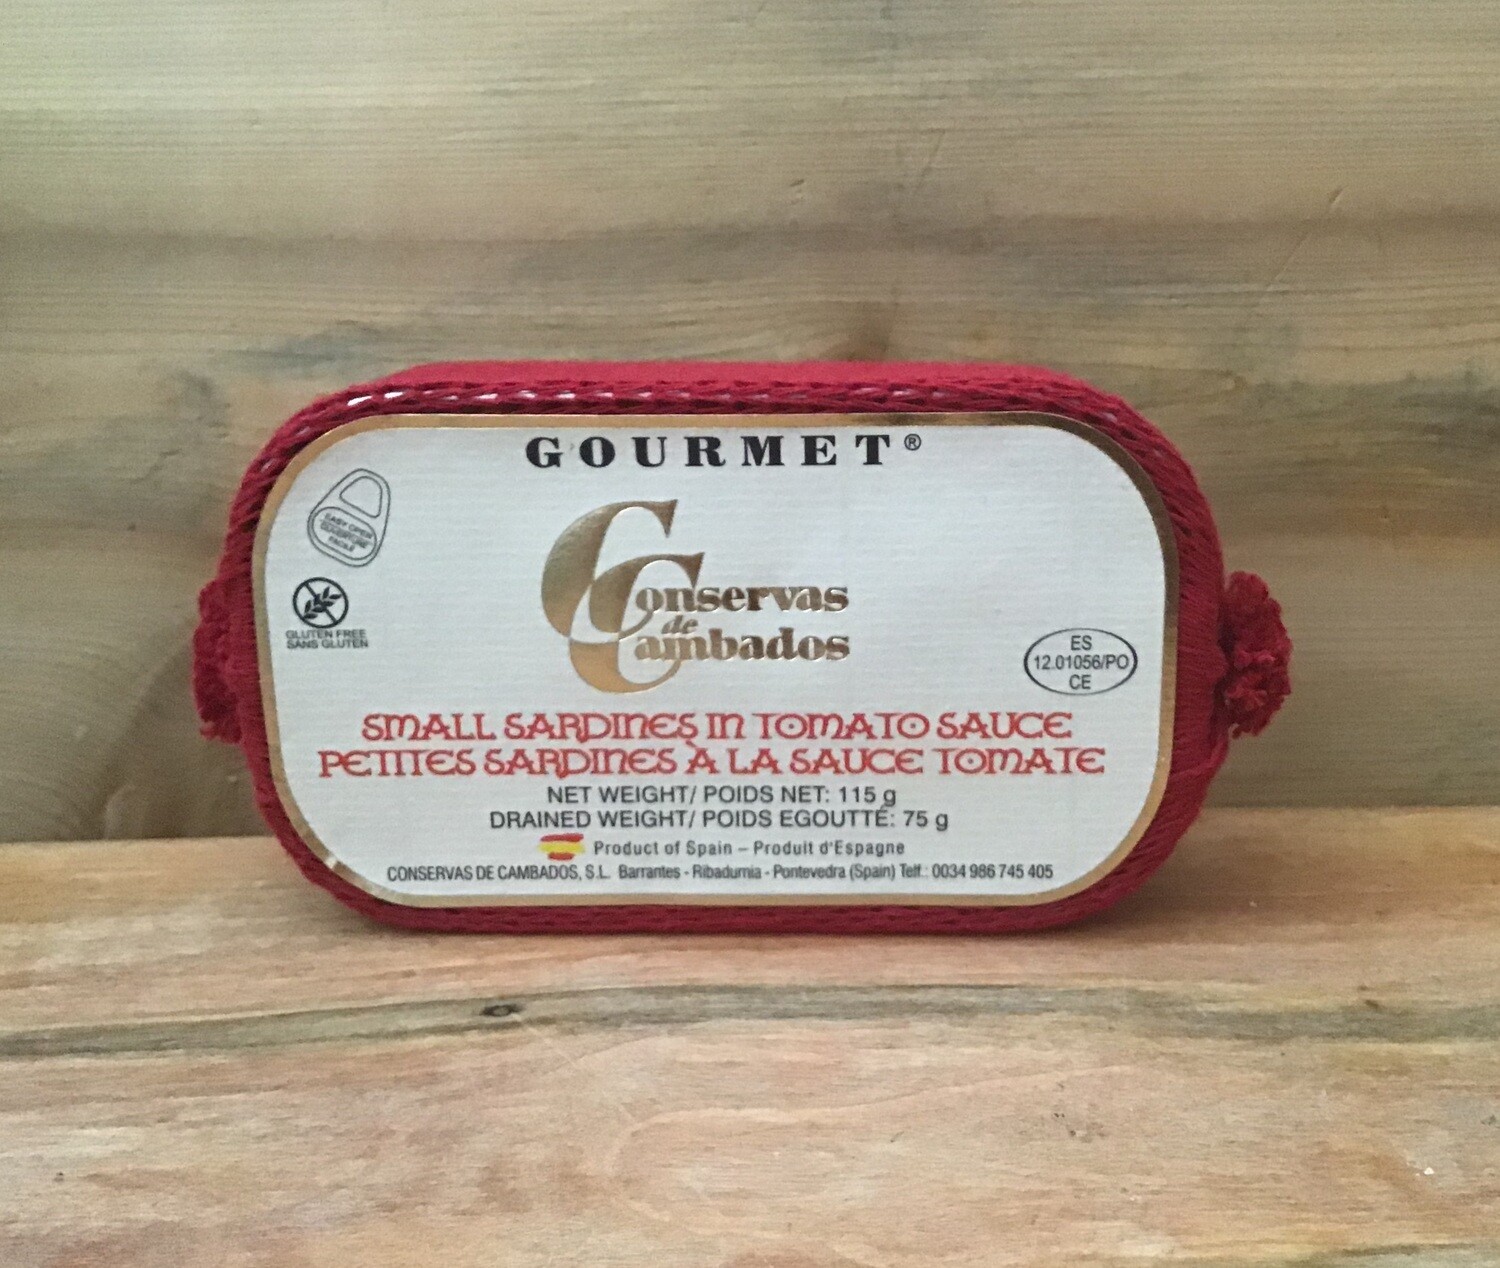 GOURMET®
EASY OPEN
OUVERTURE
FACILE
GLUTEN FREE
SANS GLUTEN
Conservas
de
Cambados
ES
12.01056/PO
CE
SMALL SARDINES IN TOMATO SAUCE
PETITES SARDINES À LA SAUCE TOMATE
NET WEIGHT/ POIDS NET: 115 g
DRAINED WEIGHT/ POIDS EGOUTTÉ: 75 g
Product of Spain – Produit d'Espagne
CONSERVAS DE CAMBADOS, S.L. Barrantes - Ribadumia - Pontevedra (Spain) Telf.: 0034 986 745 405